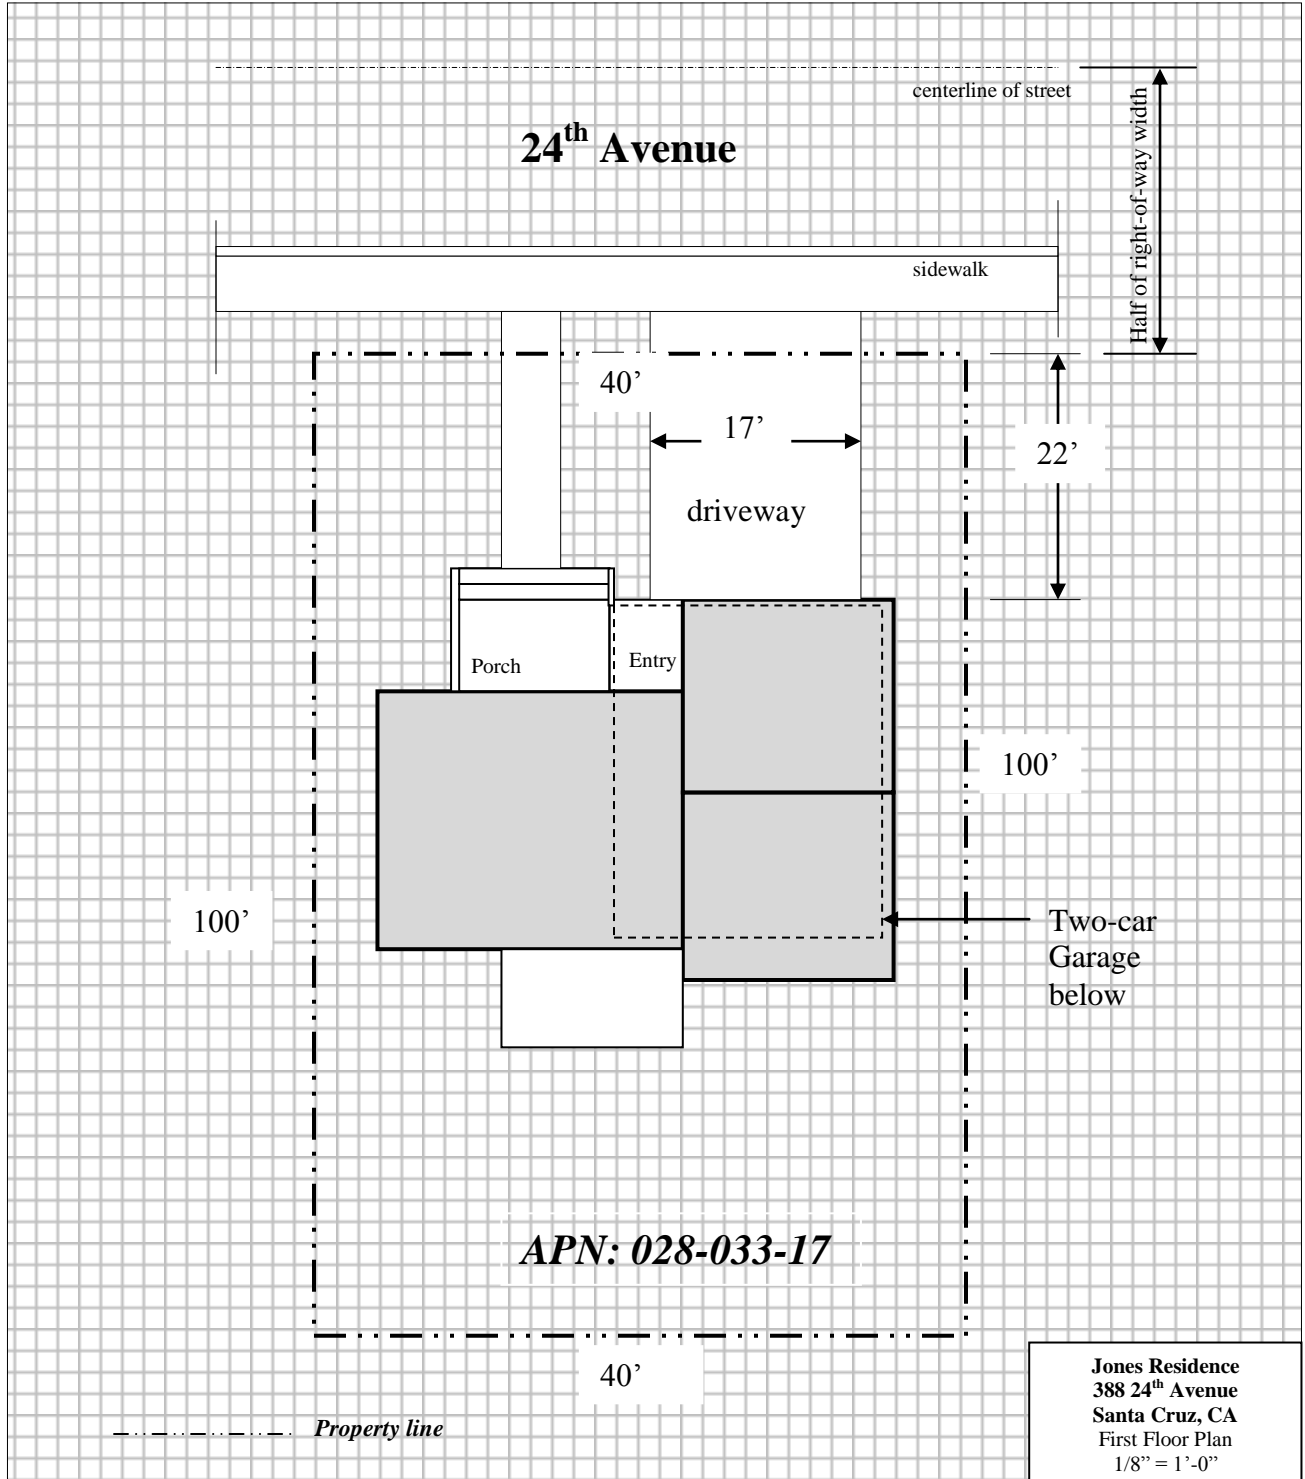 centerline of street
24th Avenue
Half of right-of-way width
sidewalk
40’
17’
22’
driveway
Porch
Entry
100’
100’
Two-car
Garage
below
APN: 028-033-17
40’
Property line
Jones Residence
388 24th Avenue
Santa Cruz, CA
First Floor Plan
1/8” = 1’-0”